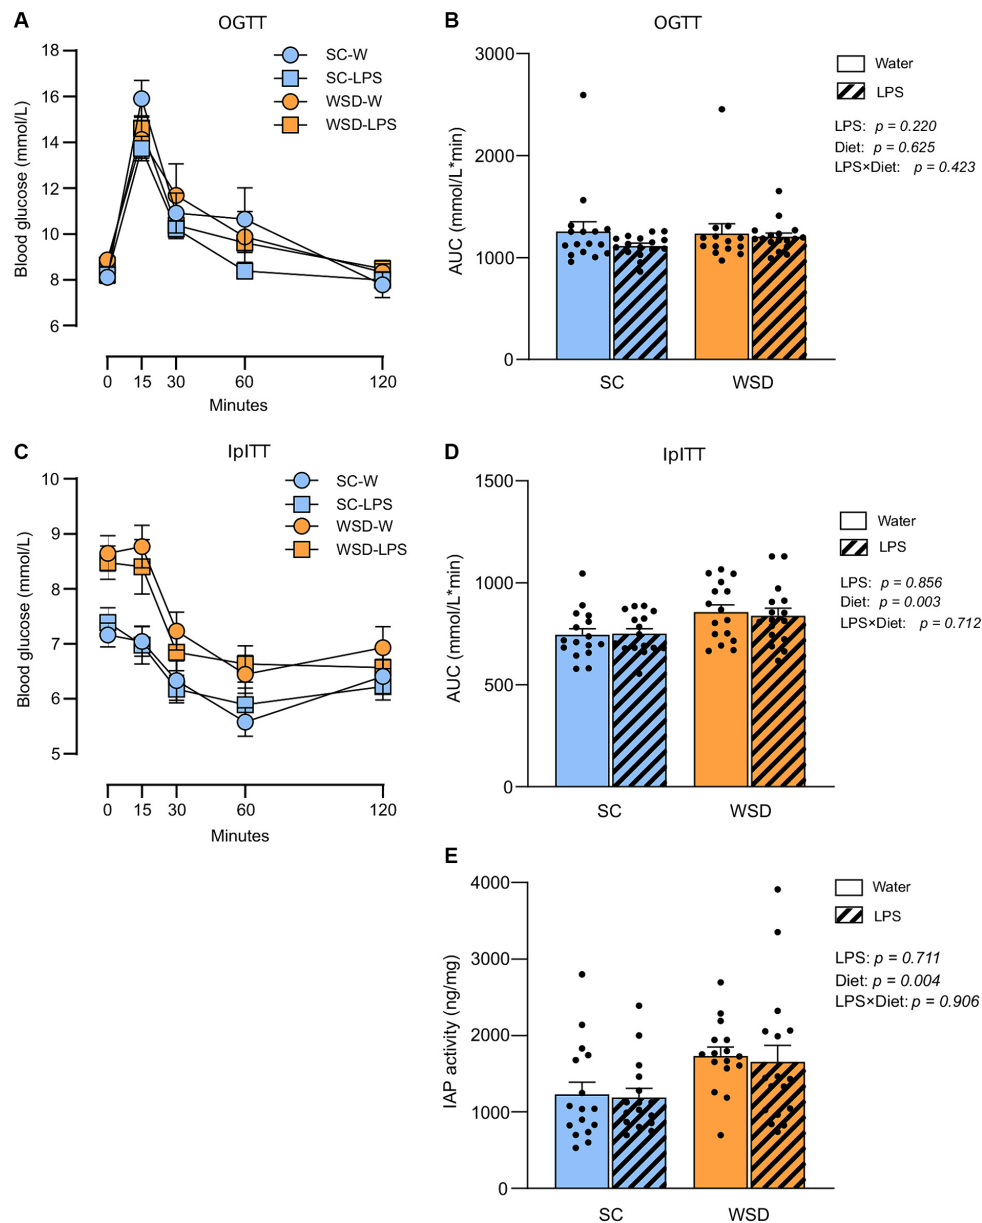 A
OGTT
18
16
14
12
10
8
6
Blood glucose (mmol/L)
SC-W
SC-LPS
WSD-W
WSD-LPS
0 15 30 60 120
Minutes
B
OGTT
3000
2000
1000
0
AUC (mmol/L*min)
Water
LPS
LPS: p = 0.220
Diet: p = 0.625
LPS×Diet: p = 0.423
SC WSD
C
IpITT
10
9
8
7
6
5
Blood glucose (mmol/L)
SC-W
SC-LPS
WSD-W
WSD-LPS
0 15 30 60 120
Minutes
D
IpITT
1500
1000
500
0
AUC (mmol/L*min)
Water
LPS
LPS: p = 0.856
Diet: p = 0.003
LPS×Diet: p = 0.712
SC WSD
E
4000
3000
2000
1000
0
IAP activity (ng/mg)
Water
LPS
LPS: p = 0.711
Diet: p = 0.004
LPS×Diet: p = 0.906
SC WSD